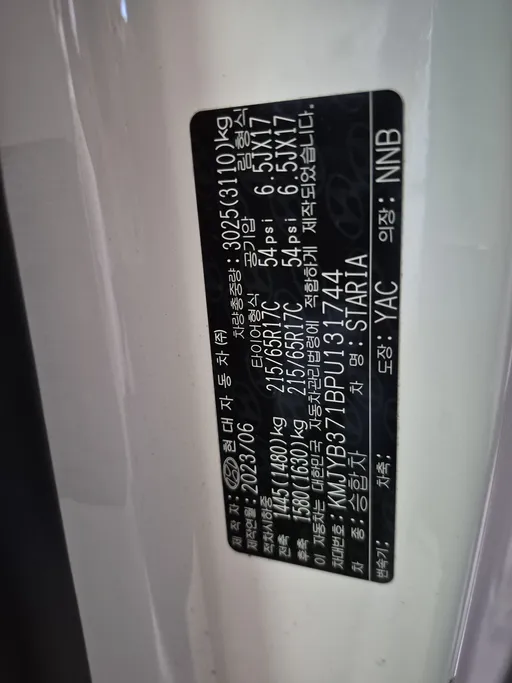 제 작 자: 현 대 자 동 차 (주)
제작연월: 2023/06 차량총중량: 3025(3110)kg
적차시하중 타이어형식 공기압 림형식
전축 1445(1480)kg 215/65R17C 54psi 6.5JX17
후축 1580(1630)kg 215/65R17C 54psi 6.5JX17
이 자동차는 대한민국 자동차관리법령에 적합하게 제작되었습니다.
차대번호: KMJYB371BPU131744
차 종: 승합차 차 명: STARIA
변속기: 차축: 도장: YAC 의장: NNB